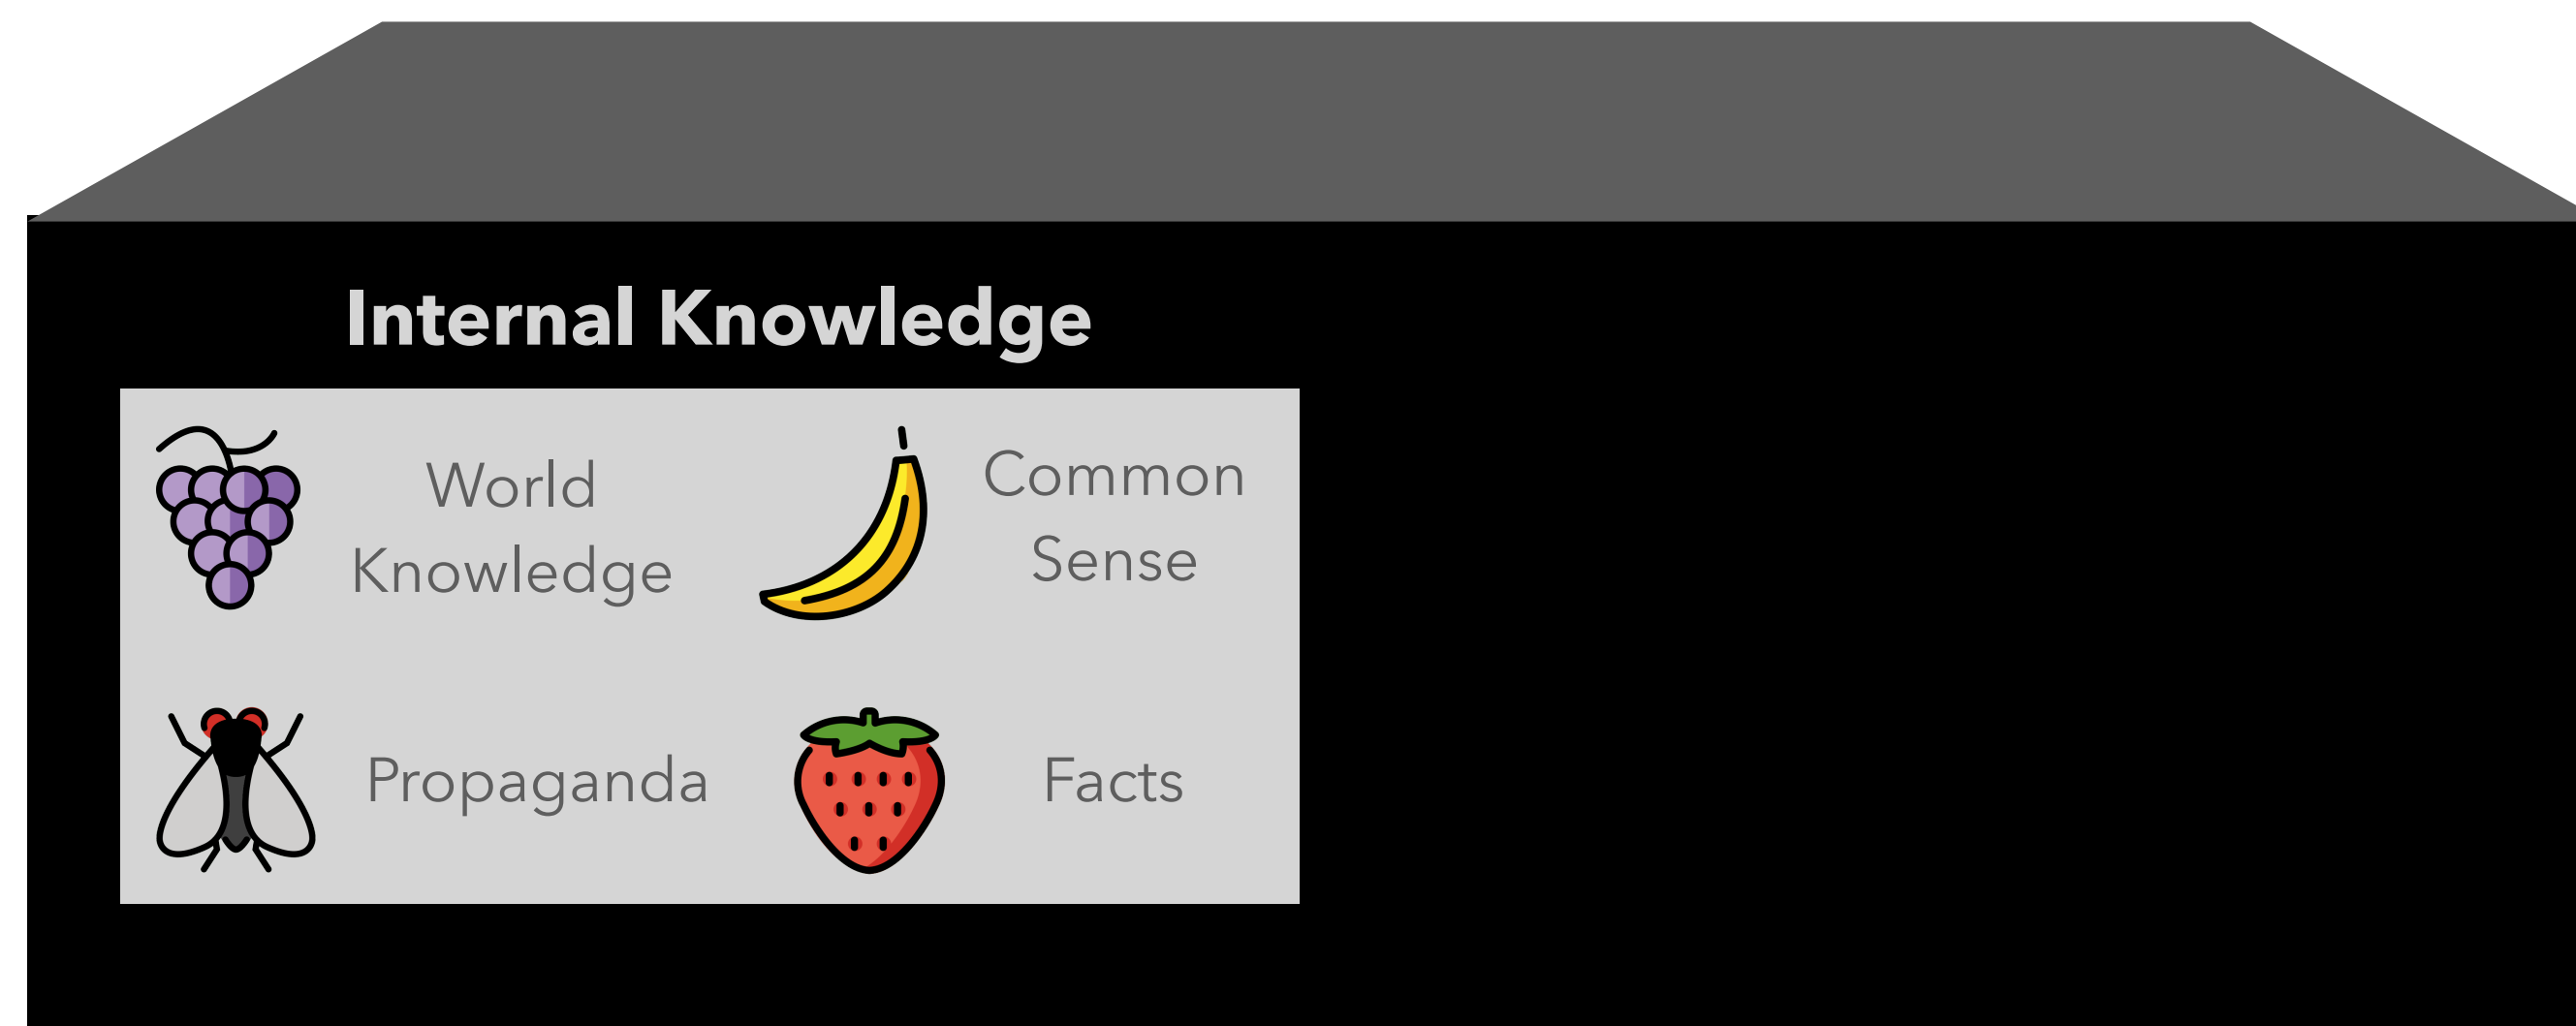 Internal Knowledge
World
Knowledge
Common
Sense
Propaganda
Facts